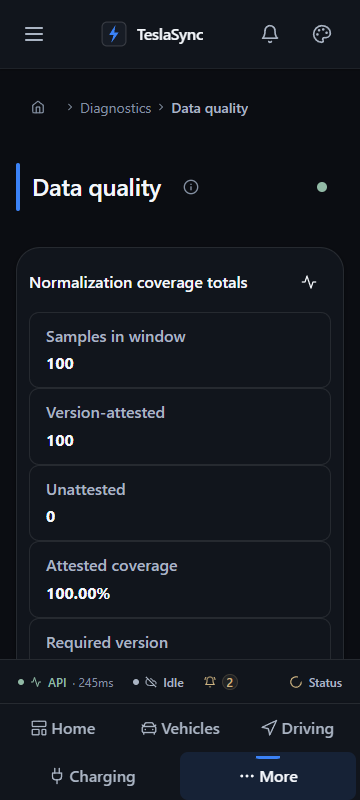 TeslaSync
Diagnostics Data quality
Data quality
Normalization coverage totals
Samples in window
100
Version-attested
100
Unattested
0
Attested coverage
100.00%
Required version
API · 245ms Idle 2 Status
Home Vehicles Driving
Charging More